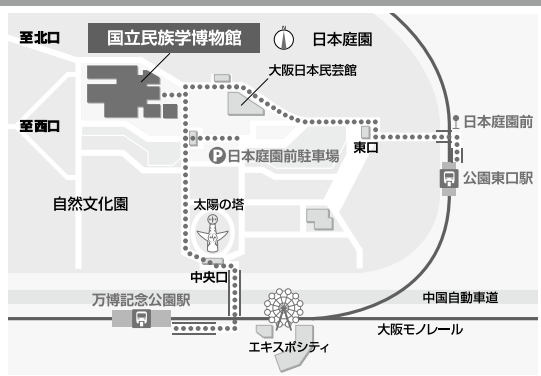 至北口
国立民族学博物館
N
日本庭園
大阪日本民芸館
至西口
日本庭園前
東口
P日本庭園前駐車場
公園東口駅
自然文化園
太陽の塔
中央口
万博記念公園駅
中国自動車道
大阪モノレール
エキスポシティ